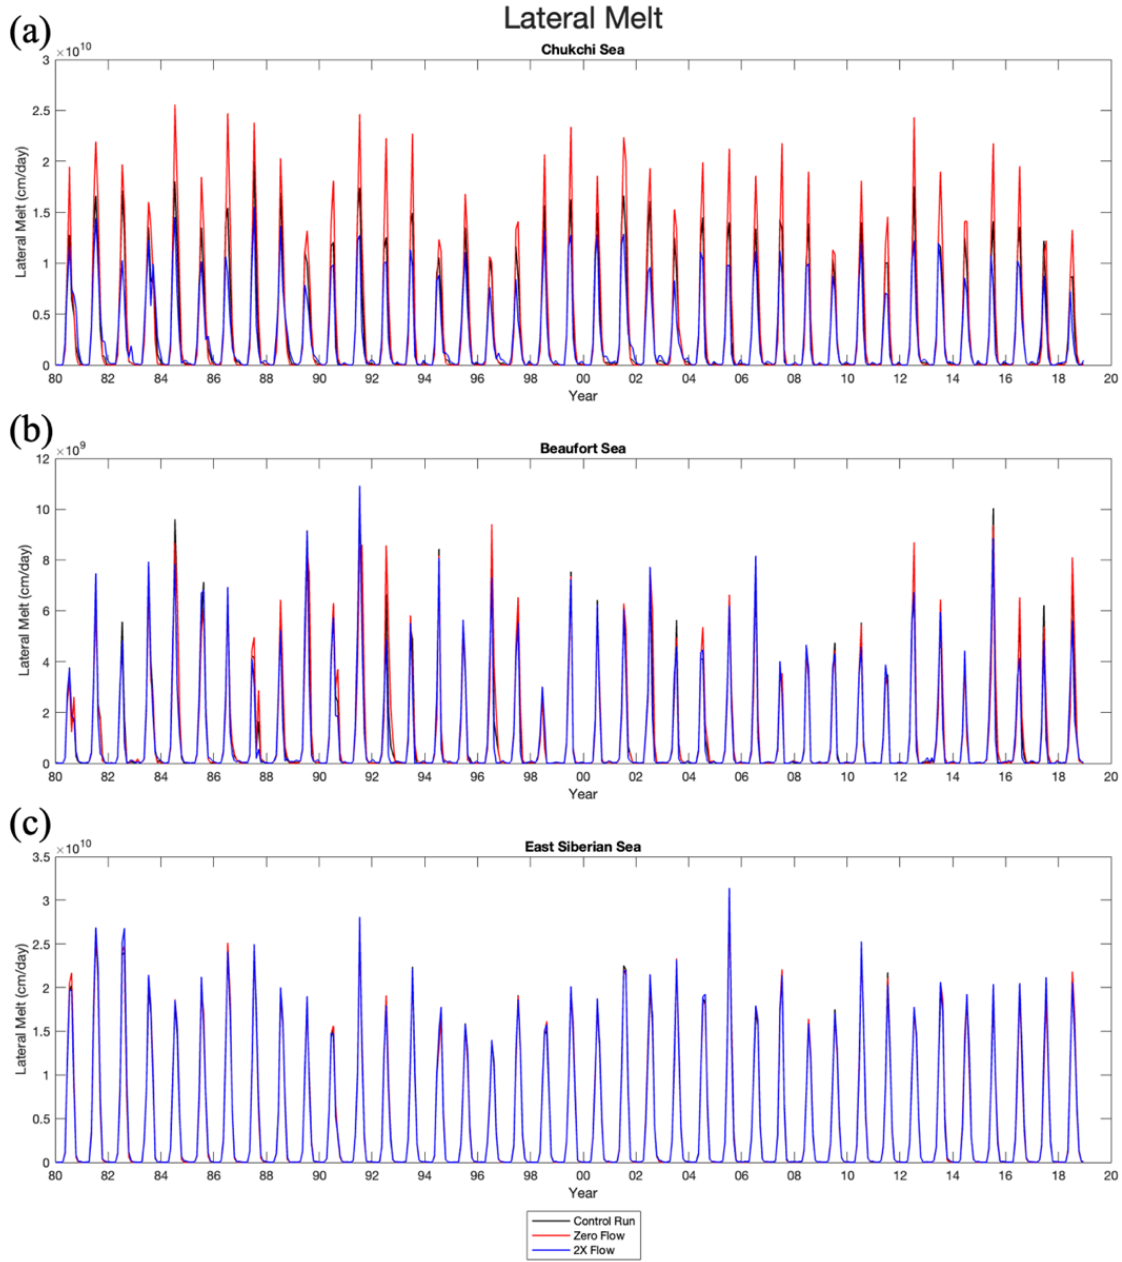 Lateral Melt
(a)
Chukchi Sea
×10^10
Lateral Melt (cm/day)
3
2.5
2
1.5
1
0.5
0
80 82 84 86 88 90 92 94 96 98 00 02 04 06 08 10 12 14 16 18 20
Year
(b)
Beaufort Sea
×10^9
Lateral Melt (cm/day)
12
10
8
6
4
2
0
80 82 84 86 88 90 92 94 96 98 00 02 04 06 08 10 12 14 16 18 20
Year
(c)
East Siberian Sea
×10^10
Lateral Melt (cm/day)
3.5
3
2.5
2
1.5
1
0.5
0
80 82 84 86 88 90 92 94 96 98 00 02 04 06 08 10 12 14 16 18 20
Year
Control Run
Zero Flow
2X Flow